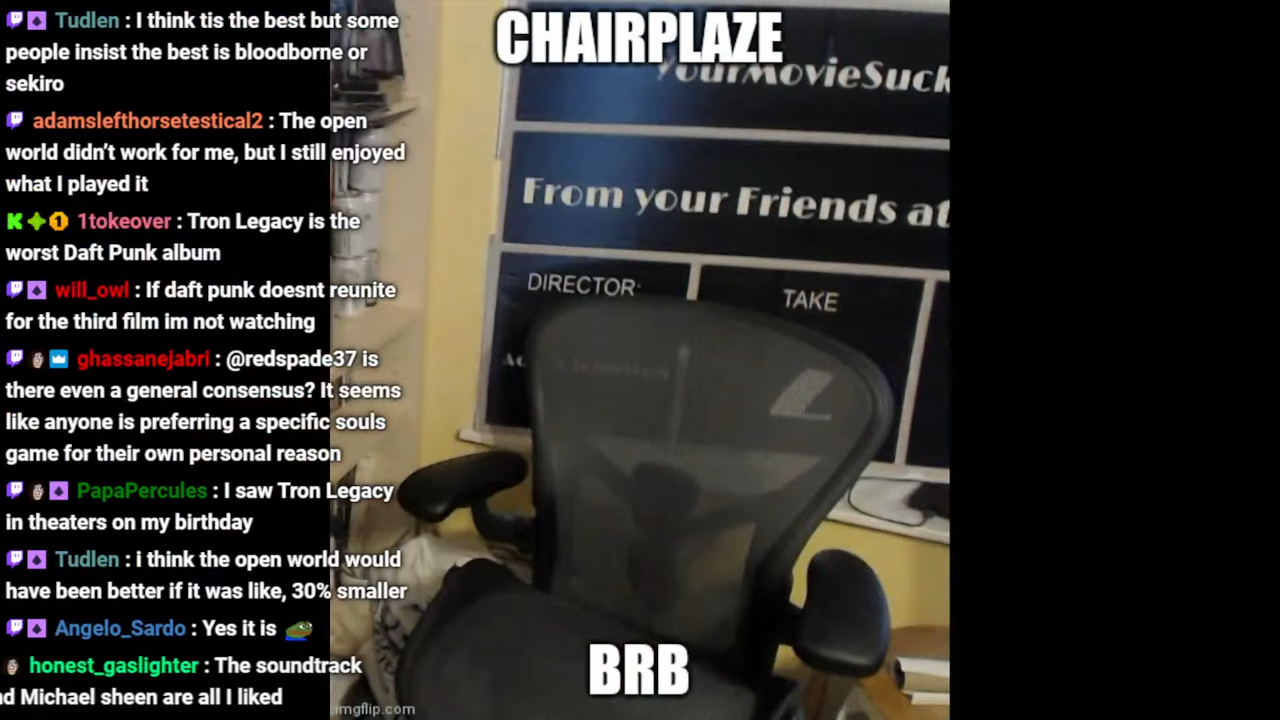 Tudlen : I think tis the best but some
people insist the best is bloodborne or
sekiro
adamslefthorsetestical2 : The open
world didn't work for me, but I still enjoyed
what I played it
1takeover : Tron Legacy is the
worst Daft Punk album
will_owl : If daft punk doesnt reunite
for the third film im not watching
ghassanejabri : @redspade37 is
there even a general consensus? It seems
like anyone is preferring a specific souls
game for their own personal reason
PapaPercules : I saw Tron Legacy
in theaters on my birthday
Tudlen : i think the open world would
have been better if it was like, 30% smaller
Angelo_Sardo : Yes it is
honest_gaslighter : The soundtrack
nd Michael sheen are all I liked
CHAIRPLAZE
YourMovieSuck
From your Friends at
DIRECTOR:
TAKE
BRB
imgflip.com